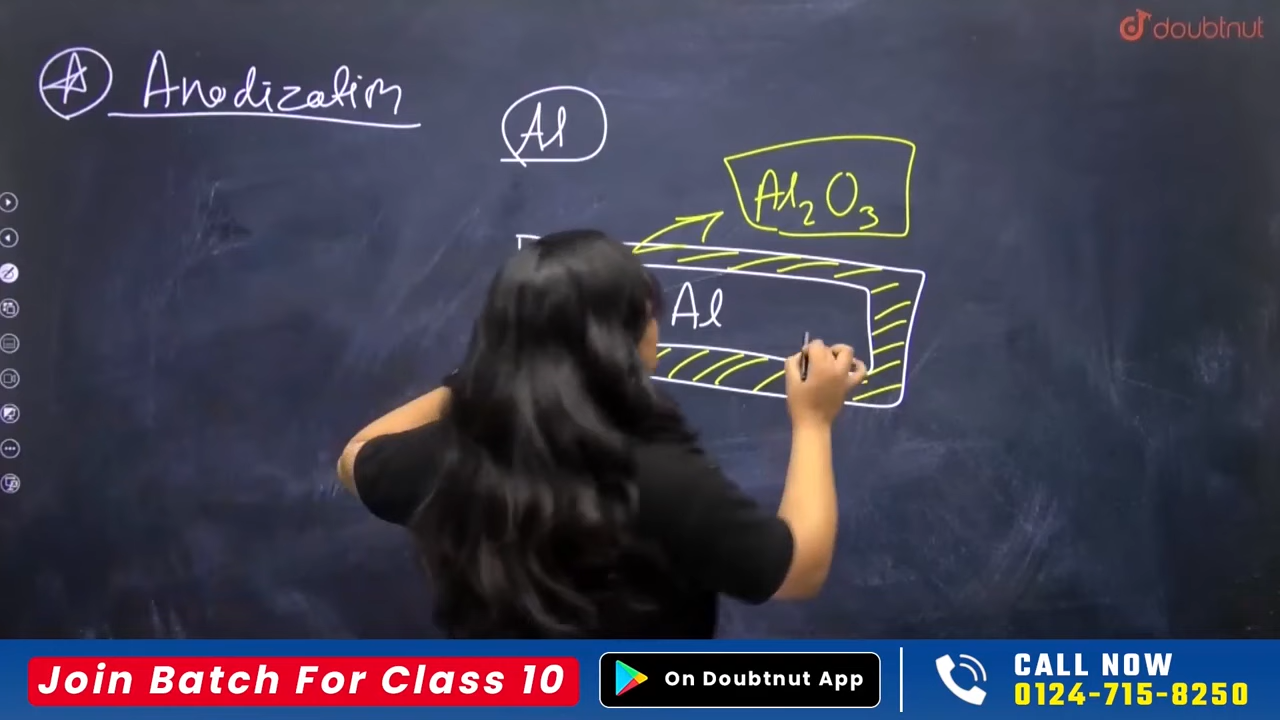 doubtnut
A Anodization
Al
Al2O3
Al
Join Batch For Class 10
On Doubtnut App
CALL NOW
0124-715-8250